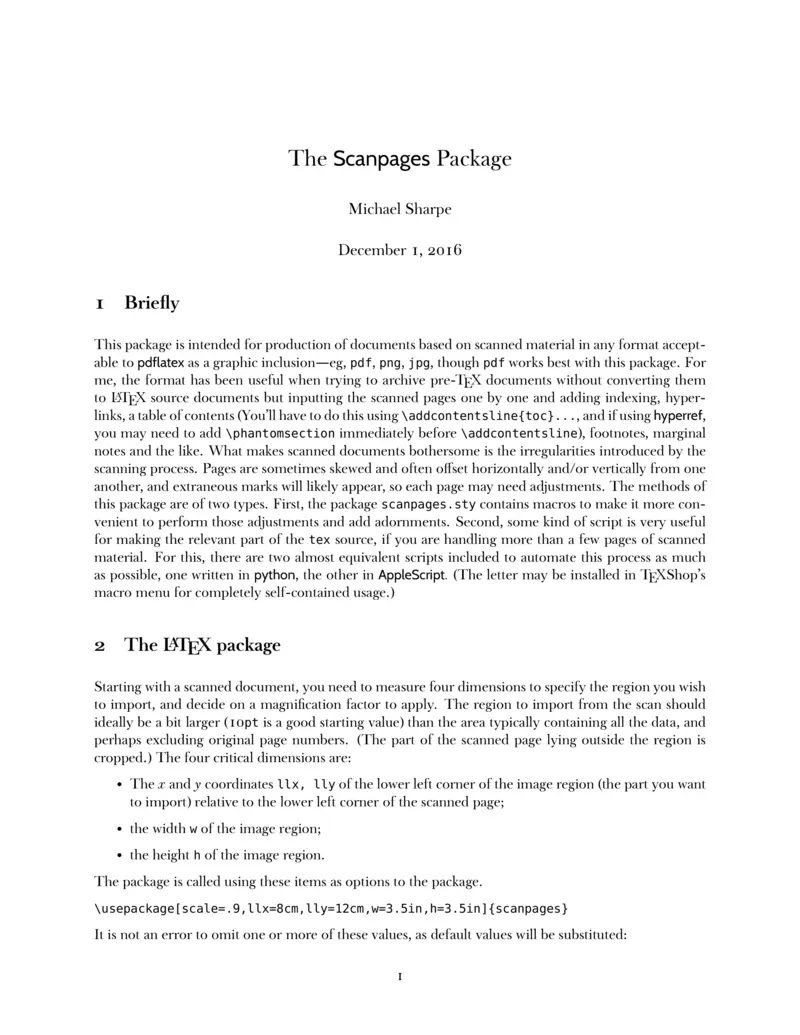 The Scanpages Package
Michael Sharpe
December 1, 2016
1 Briefly
This package is intended for production of documents based on scanned material in any format accept-
able to pdflatex as a graphic inclusion—eg, pdf, png, jpg, though pdf works best with this package. For
me, the format has been useful when trying to archive pre-TEX documents without converting them
to LATEX source documents but inputting the scanned pages one by one and adding indexing, hyper-
links, a table of contents (You'll have to do this using \addcontentsline{toc}..., and if using hyperref,
you may need to add \phantomsection immediately before \addcontentsline), footnotes, marginal
notes and the like. What makes scanned documents bothersome is the irregularities introduced by the
scanning process. Pages are sometimes skewed and often offset horizontally and/or vertically from one
another, and extraneous marks will likely appear, so each page may need adjustments. The methods of
this package are of two types. First, the package scanpages.sty contains macros to make it more con-
venient to perform those adjustments and add adornments. Second, some kind of script is very useful
for making the relevant part of the tex source, if you are handling more than a few pages of scanned
material. For this, there are two almost equivalent scripts included to automate this process as much
as possible, one written in python, the other in AppleScript. (The letter may be installed in TEXShop's
macro menu for completely self-contained usage.)
2 The LATEX package
Starting with a scanned document, you need to measure four dimensions to specify the region you wish
to import, and decide on a magnification factor to apply. The region to import from the scan should
ideally be a bit larger (10pt is a good starting value) than the area typically containing all the data, and
perhaps excluding original page numbers. (The part of the scanned page lying outside the region is
cropped.) The four critical dimensions are:
• The x and y coordinates llx, lly of the lower left corner of the image region (the part you want
to import) relative to the lower left corner of the scanned page;
• the width w of the image region;
• the height h of the image region.
The package is called using these items as options to the package.
\usepackage[scale=.9,llx=8cm,lly=12cm,w=3.5in,h=3.5in]{scanpages}
It is not an error to omit one or more of these values, as default values will be substituted:
1